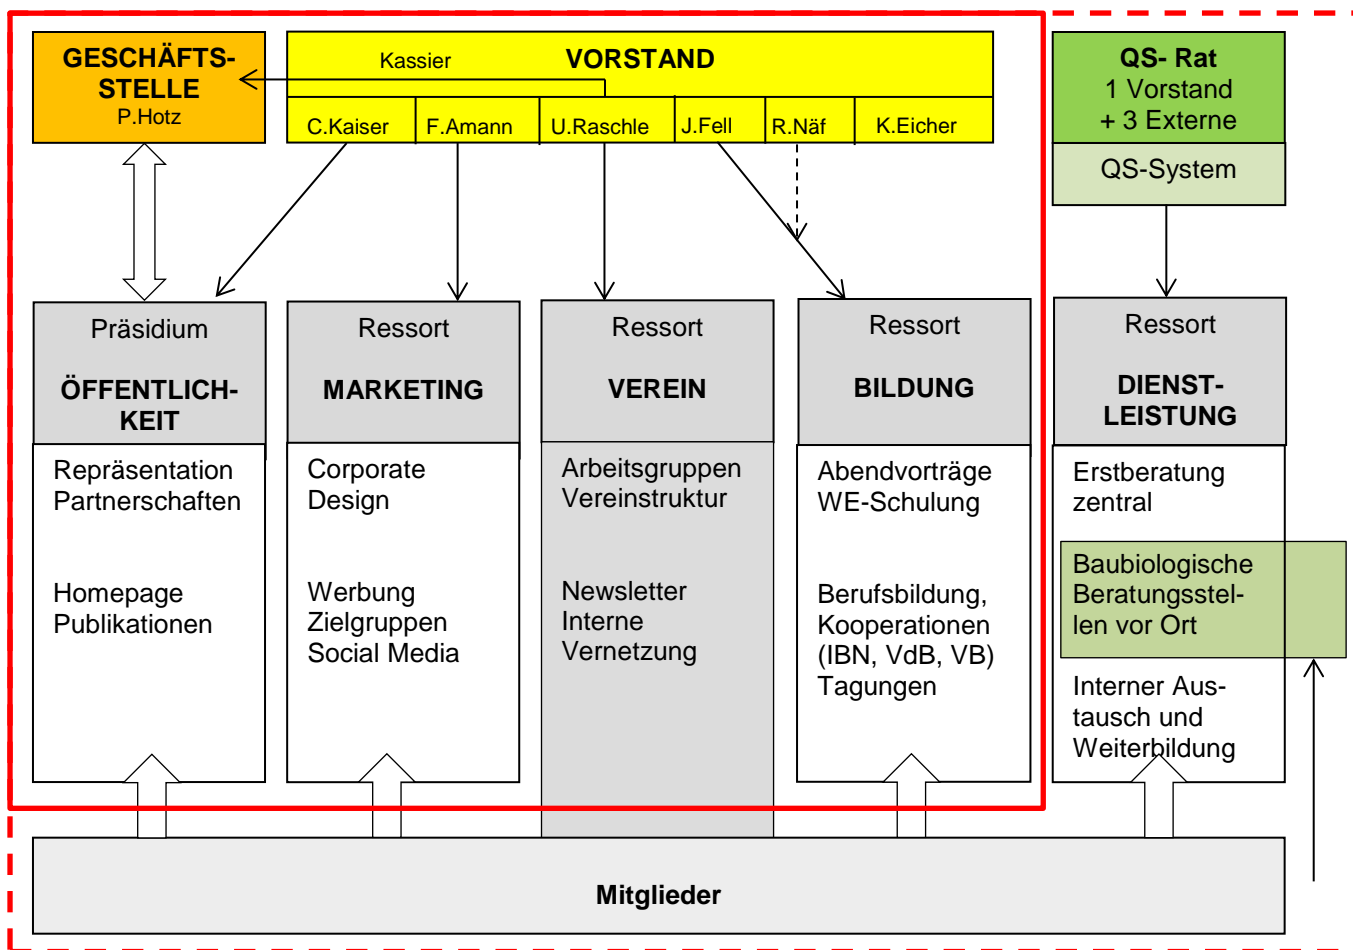 GESCHÄFTS-
STELLE
P.Hotz
Kassier
VORSTAND
C.Kaiser
F.Amann
U.Raschle
J.Fell
R.Näf
K.Eicher
QS- Rat
1 Vorstand
+ 3 Externe
QS-System
Präsidium
ÖFFENTLICH-
KEIT
Repräsentation
Partnerschaften
Homepage
Publikationen
Ressort
MARKETING
Corporate
Design
Werbung
Zielgruppen
Social Media
Ressort
VEREIN
Arbeitsgruppen
Vereinstruktur
Newsletter
Interne
Vernetzung
Ressort
BILDUNG
Abendvorträge
WE-Schulung
Berufsbildung,
Kooperationen
(IBN, VdB, VB)
Tagungen
Ressort
DIENST-
LEISTUNG
Erstberatung
zentral
Baubiologische
Beratungsstel-
len vor Ort
Interner Aus-
tausch und
Weiterbildung
Mitglieder